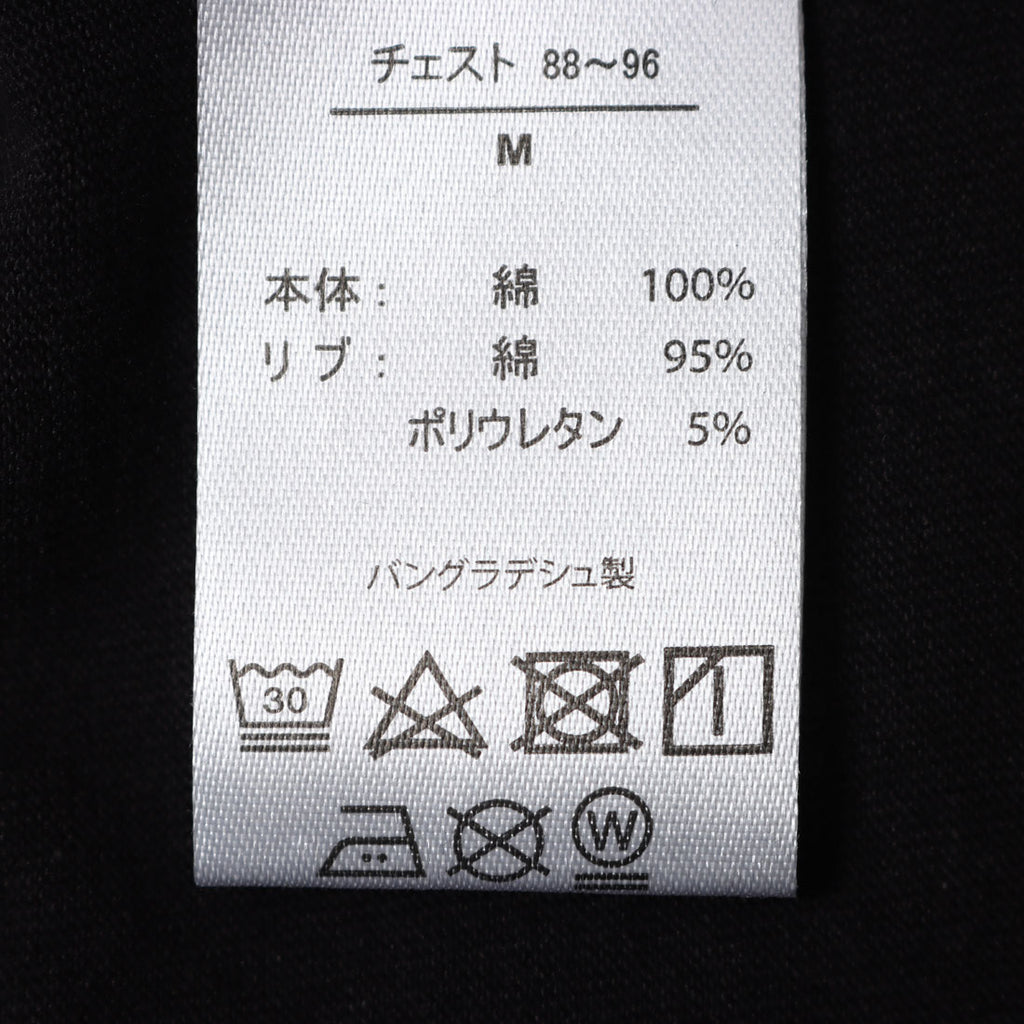 チェスト 88～96
M
本体： 綿 100%
リブ： 綿 95%
ポリウレタン 5%
バングラデシュ製
30
W